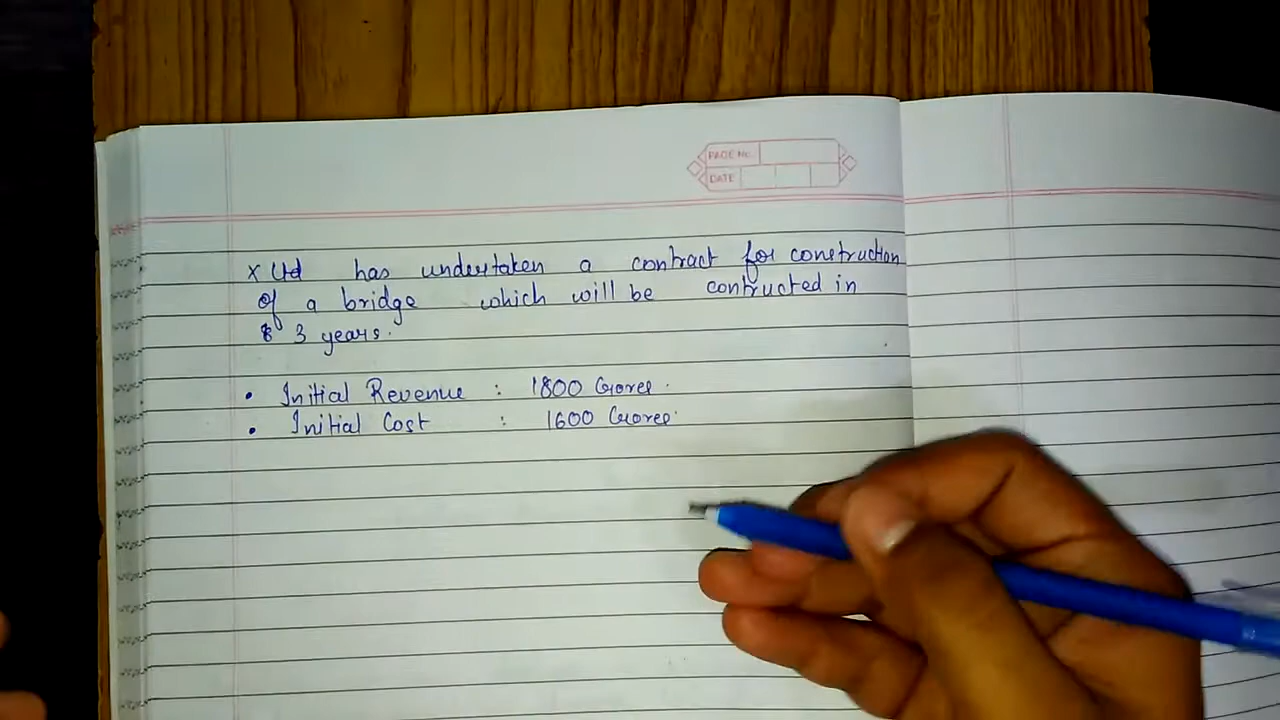 PAGE No.
DATE
X Ltd has undertaken a contract for construction
of a bridge which will be contructed in
3 years.
• Initial Revenue : 1800 Crores.
• Initial Cost : 1600 Crores.